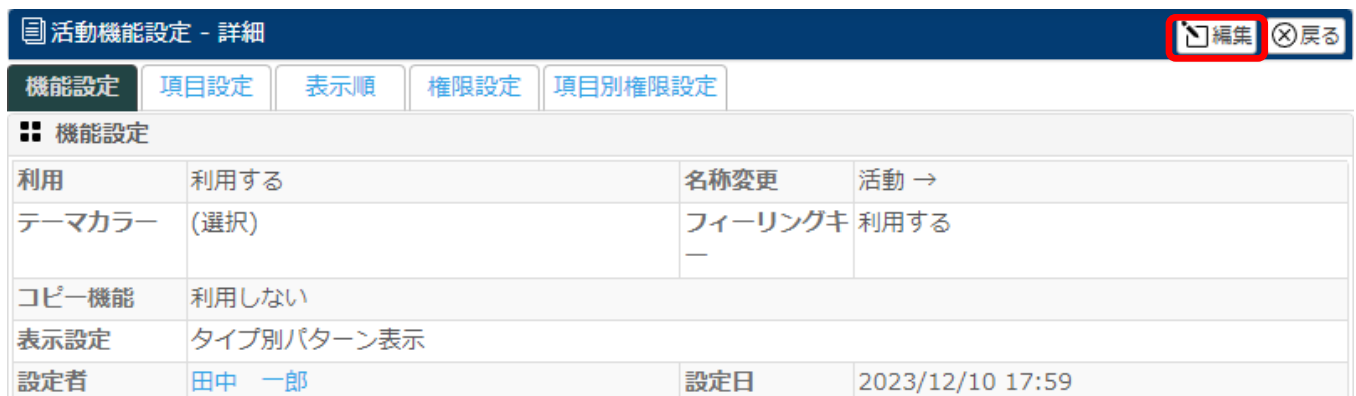 活動機能設定 - 詳細 編集 戻る
機能設定 項目設定 表示順 権限設定 項目別権限設定
機能設定
利用 利用する 名称変更 活動 →
テーマカラー (選択) フィーリングキ 利用する
ー
コピー機能 利用しない
表示設定 タイプ別パターン表示
設定者 田中　一郎 設定日 2023/12/10 17:59